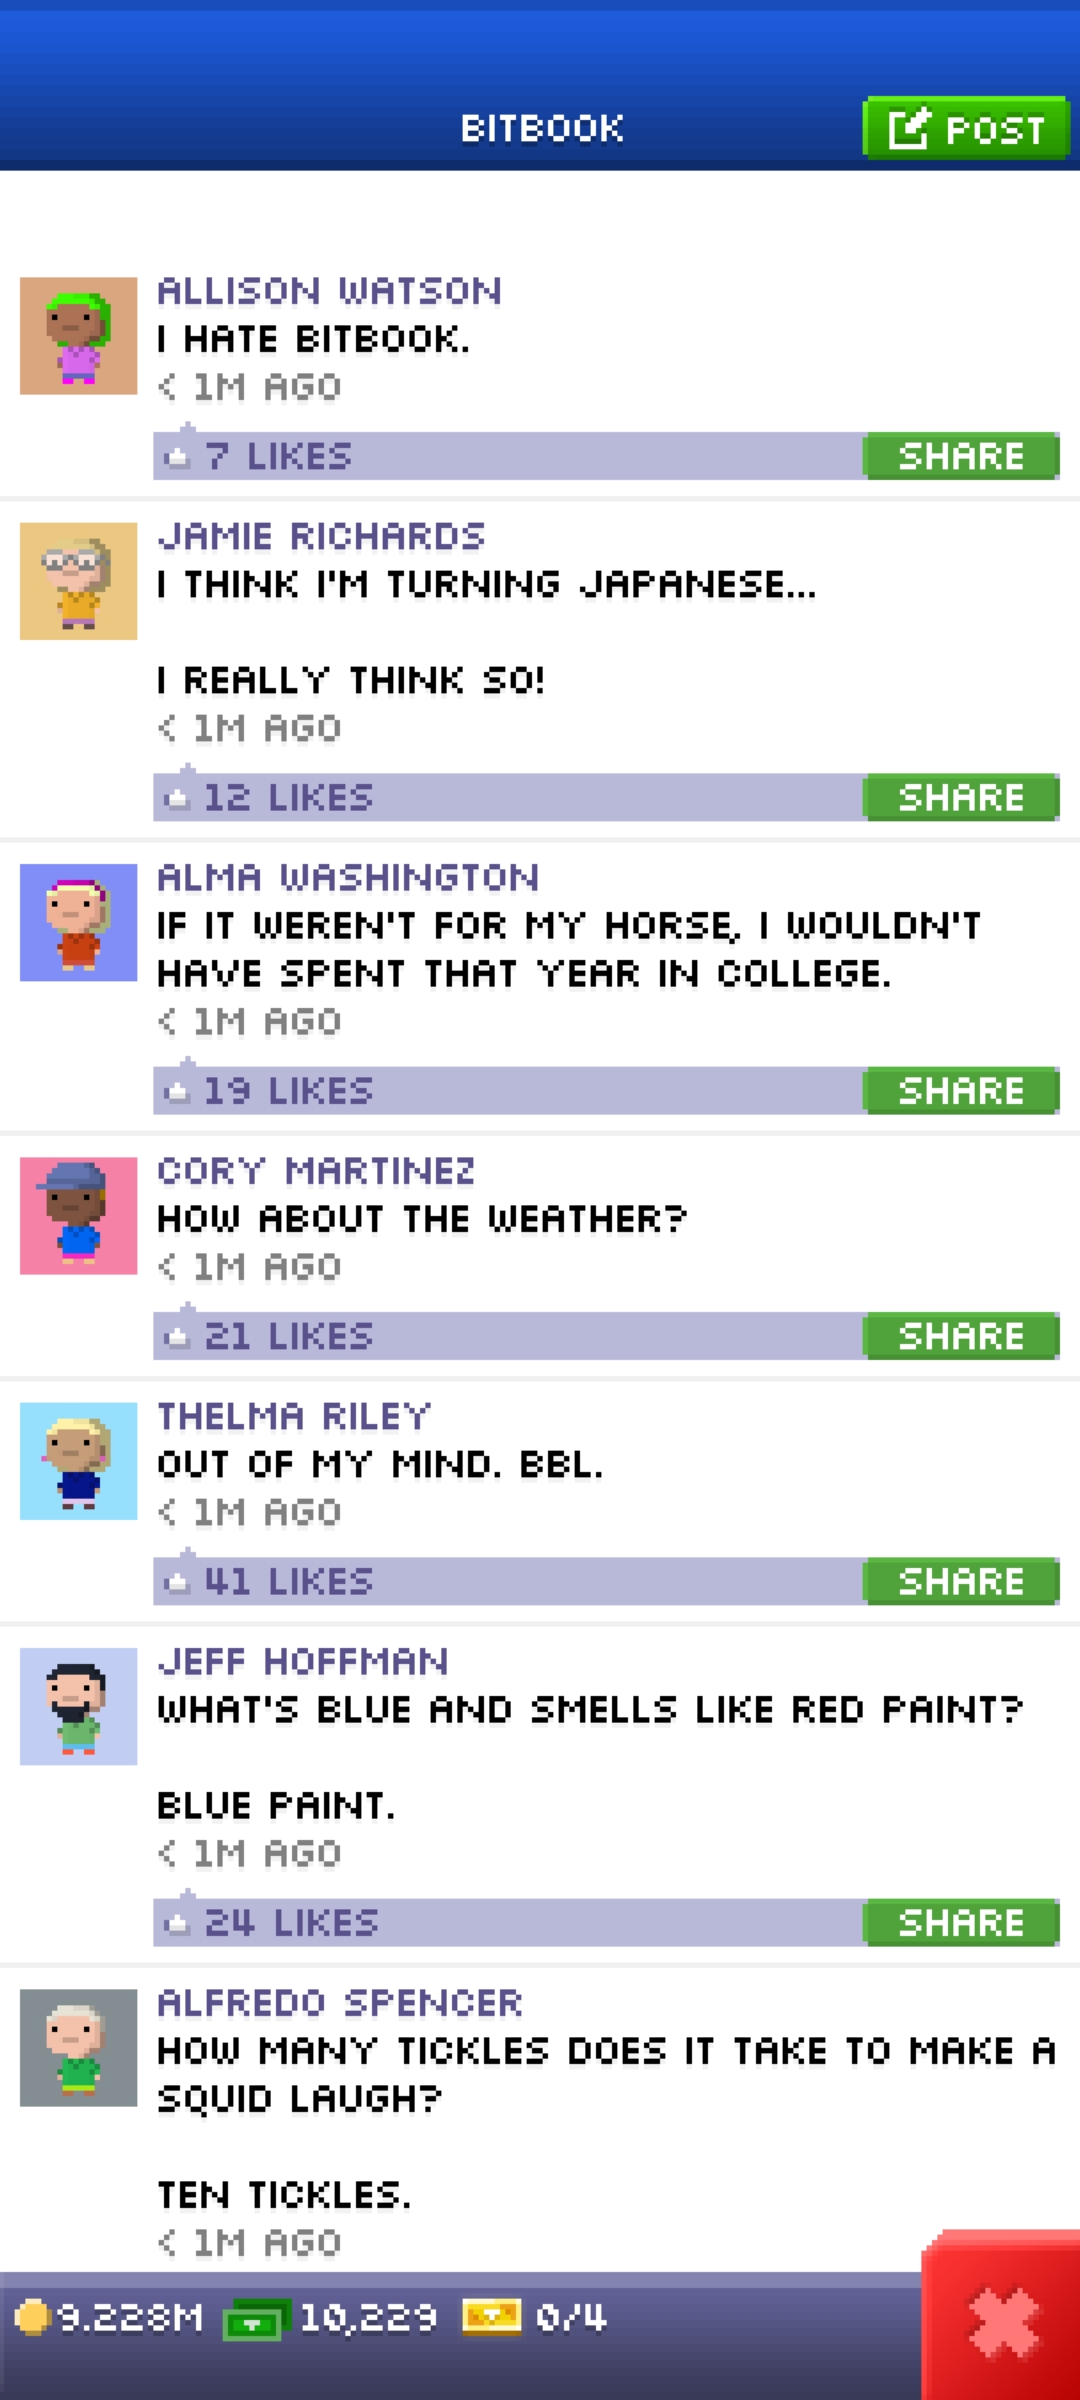 BITBOOK
POST
ALLISON WATSON
I HATE BITBOOK.
< 1M AGO
7 LIKES
SHARE
JAMIE RICHARDS
I THINK I'M TURNING JAPANESE...
I REALLY THINK SO!
< 1M AGO
12 LIKES
SHARE
ALMA WASHINGTON
IF IT WEREN'T FOR MY HORSE, I WOULDN'T
HAVE SPENT THAT YEAR IN COLLEGE.
< 1M AGO
19 LIKES
SHARE
CORY MARTINEZ
HOW ABOUT THE WEATHER?
< 1M AGO
21 LIKES
SHARE
THELMA RILEY
OUT OF MY MIND. BBL.
< 1M AGO
41 LIKES
SHARE
JEFF HOFFMAN
WHAT'S BLUE AND SMELLS LIKE RED PAINT?
BLUE PAINT.
< 1M AGO
24 LIKES
SHARE
ALFREDO SPENCER
HOW MANY TICKLES DOES IT TAKE TO MAKE A
SQUID LAUGH?
TEN TICKLES.
< 1M AGO
9.228M 10,229 0/4